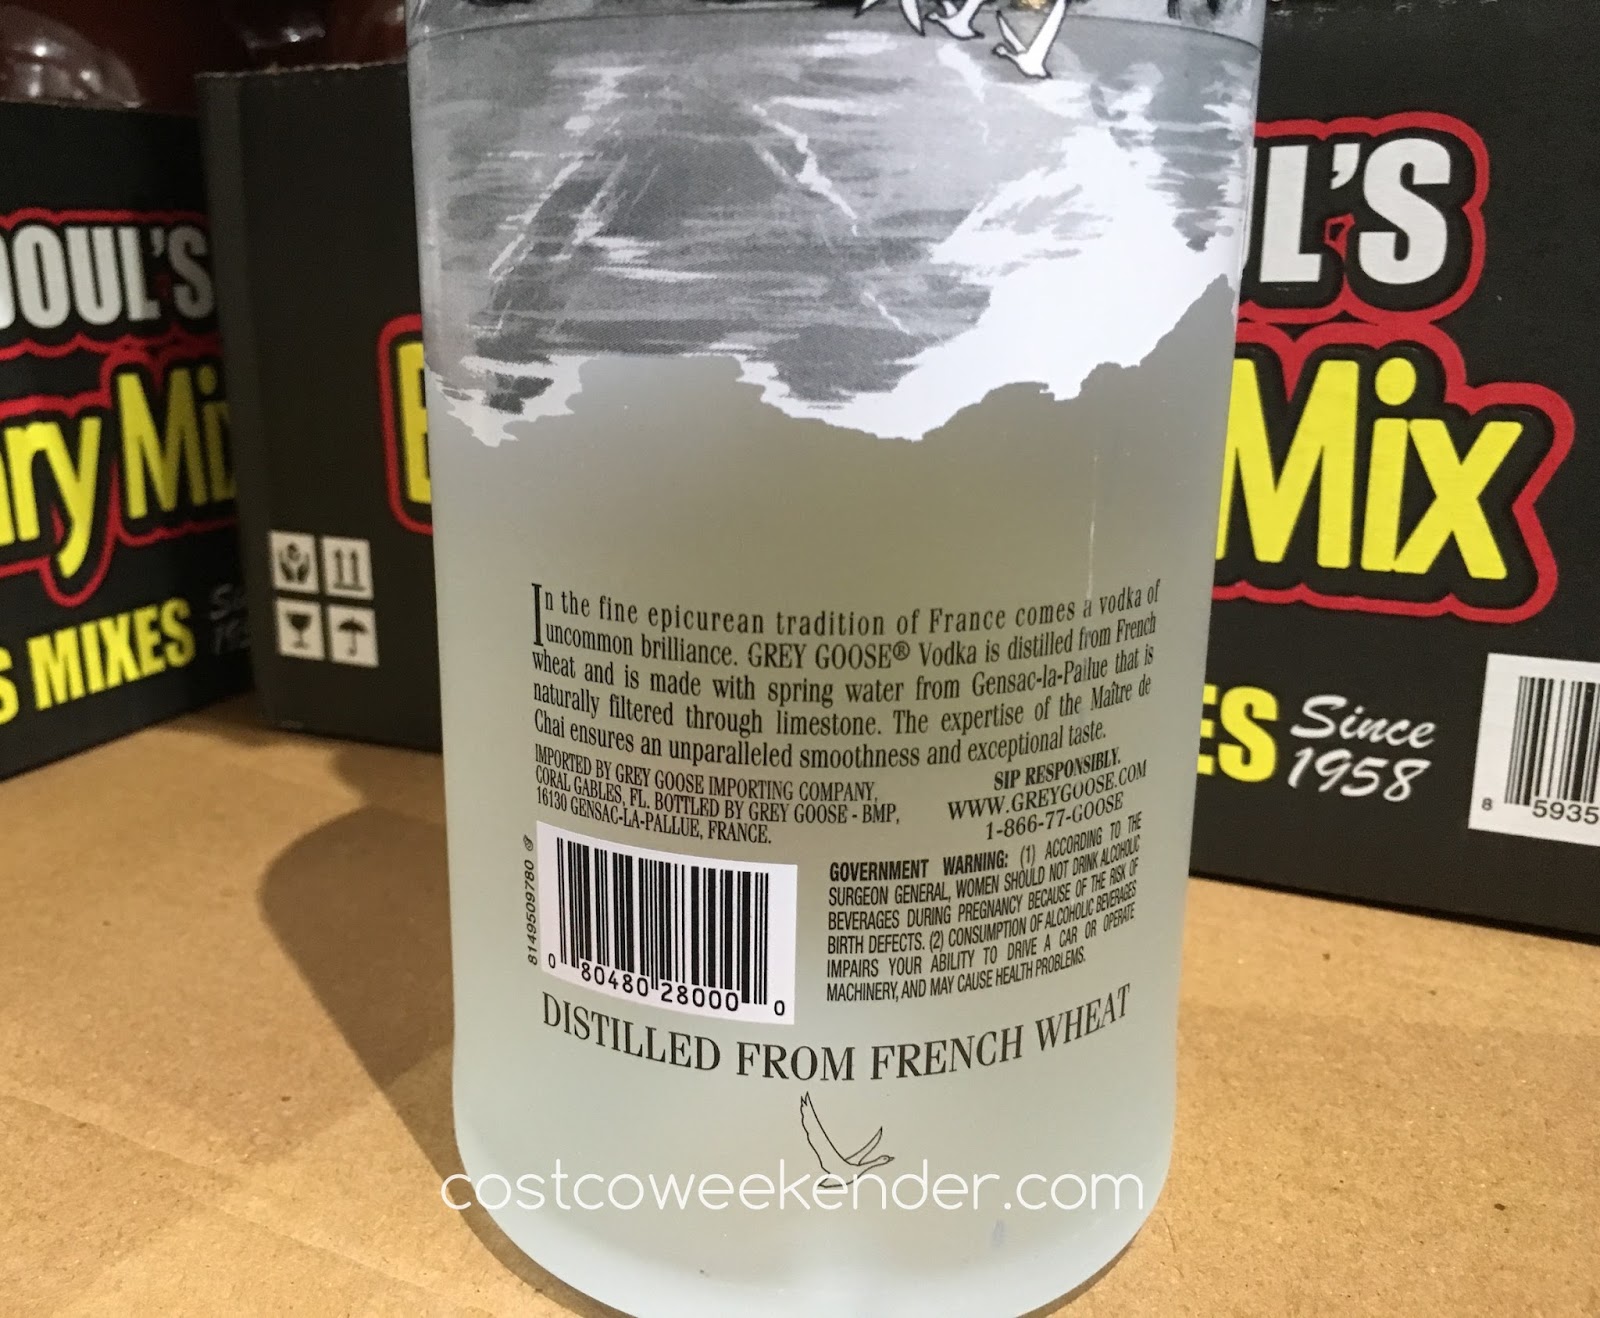 In the fine epicurean tradition of France comes a vodka of
uncommon brilliance. GREY GOOSE® Vodka is distilled from French
wheat and is made with spring water from Gensac-la-Pallue that is
naturally filtered through limestone. The expertise of the Maître de
Chai ensures an unparalleled smoothness and exceptional taste.
IMPORTED BY GREY GOOSE IMPORTING COMPANY,
CORAL GABLES, FL. BOTTLED BY GREY GOOSE - BMP,
16130 GENSAC-LA-PALLUE, FRANCE.
SIP RESPONSIBLY.
WWW.GREYGOOSE.COM
1-866-77-GOOSE
GOVERNMENT WARNING: (1) ACCORDING TO THE
SURGEON GENERAL, WOMEN SHOULD NOT DRINK ALCOHOLIC
BEVERAGES DURING PREGNANCY BECAUSE OF THE RISK OF
BIRTH DEFECTS. (2) CONSUMPTION OF ALCOHOLIC BEVERAGES
IMPAIRS YOUR ABILITY TO DRIVE A CAR OR OPERATE
MACHINERY, AND MAY CAUSE HEALTH PROBLEMS.
8149509780
0 80480 28000 0
DISTILLED FROM FRENCH WHEAT
costcoweekender.com
OUL'S
ry Mi
S MIXES
L'S
Mix
ES Since
1958
8 5935